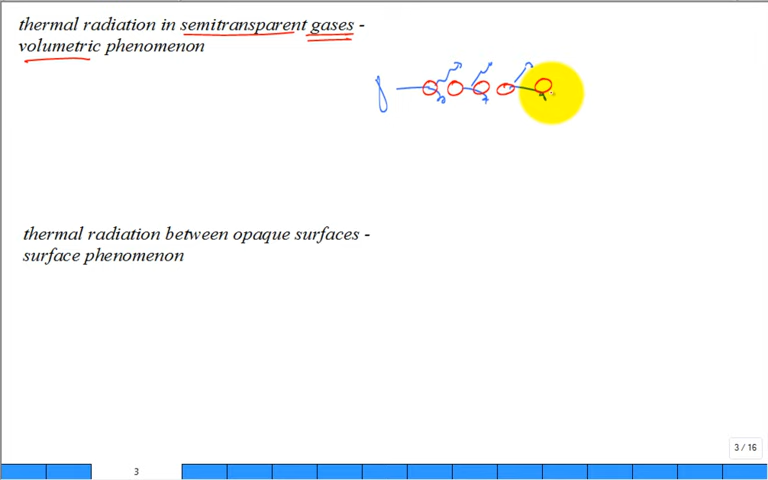 thermal radiation in semitransparent gases -
volumetric phenomenon
thermal radiation between opaque surfaces -
surface phenomenon
3 / 16
3